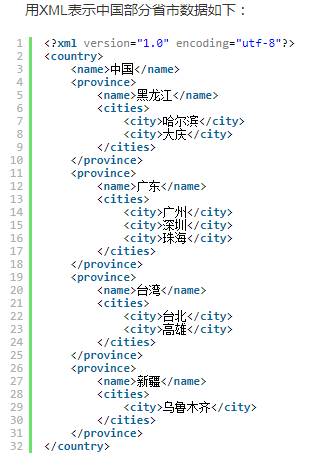 用XML表示中国部分省市数据如下：
1 <?xml version="1.0" encoding="utf-8"?>
2 <country>
3     <name>中国</name>
4     <province>
5         <name>黑龙江</name>
6         <cities>
7             <city>哈尔滨</city>
8             <city>大庆</city>
9         </cities>
10     </province>
11     <province>
12         <name>广东</name>
13         <cities>
14             <city>广州</city>
15             <city>深圳</city>
16             <city>珠海</city>
17         </cities>
18     </province>
19     <province>
20         <name>台湾</name>
21         <cities>
22             <city>台北</city>
23             <city>高雄</city>
24         </cities>
25     </province>
26     <province>
27         <name>新疆</name>
28         <cities>
29             <city>乌鲁木齐</city>
30         </cities>
31     </province>
32 </country>